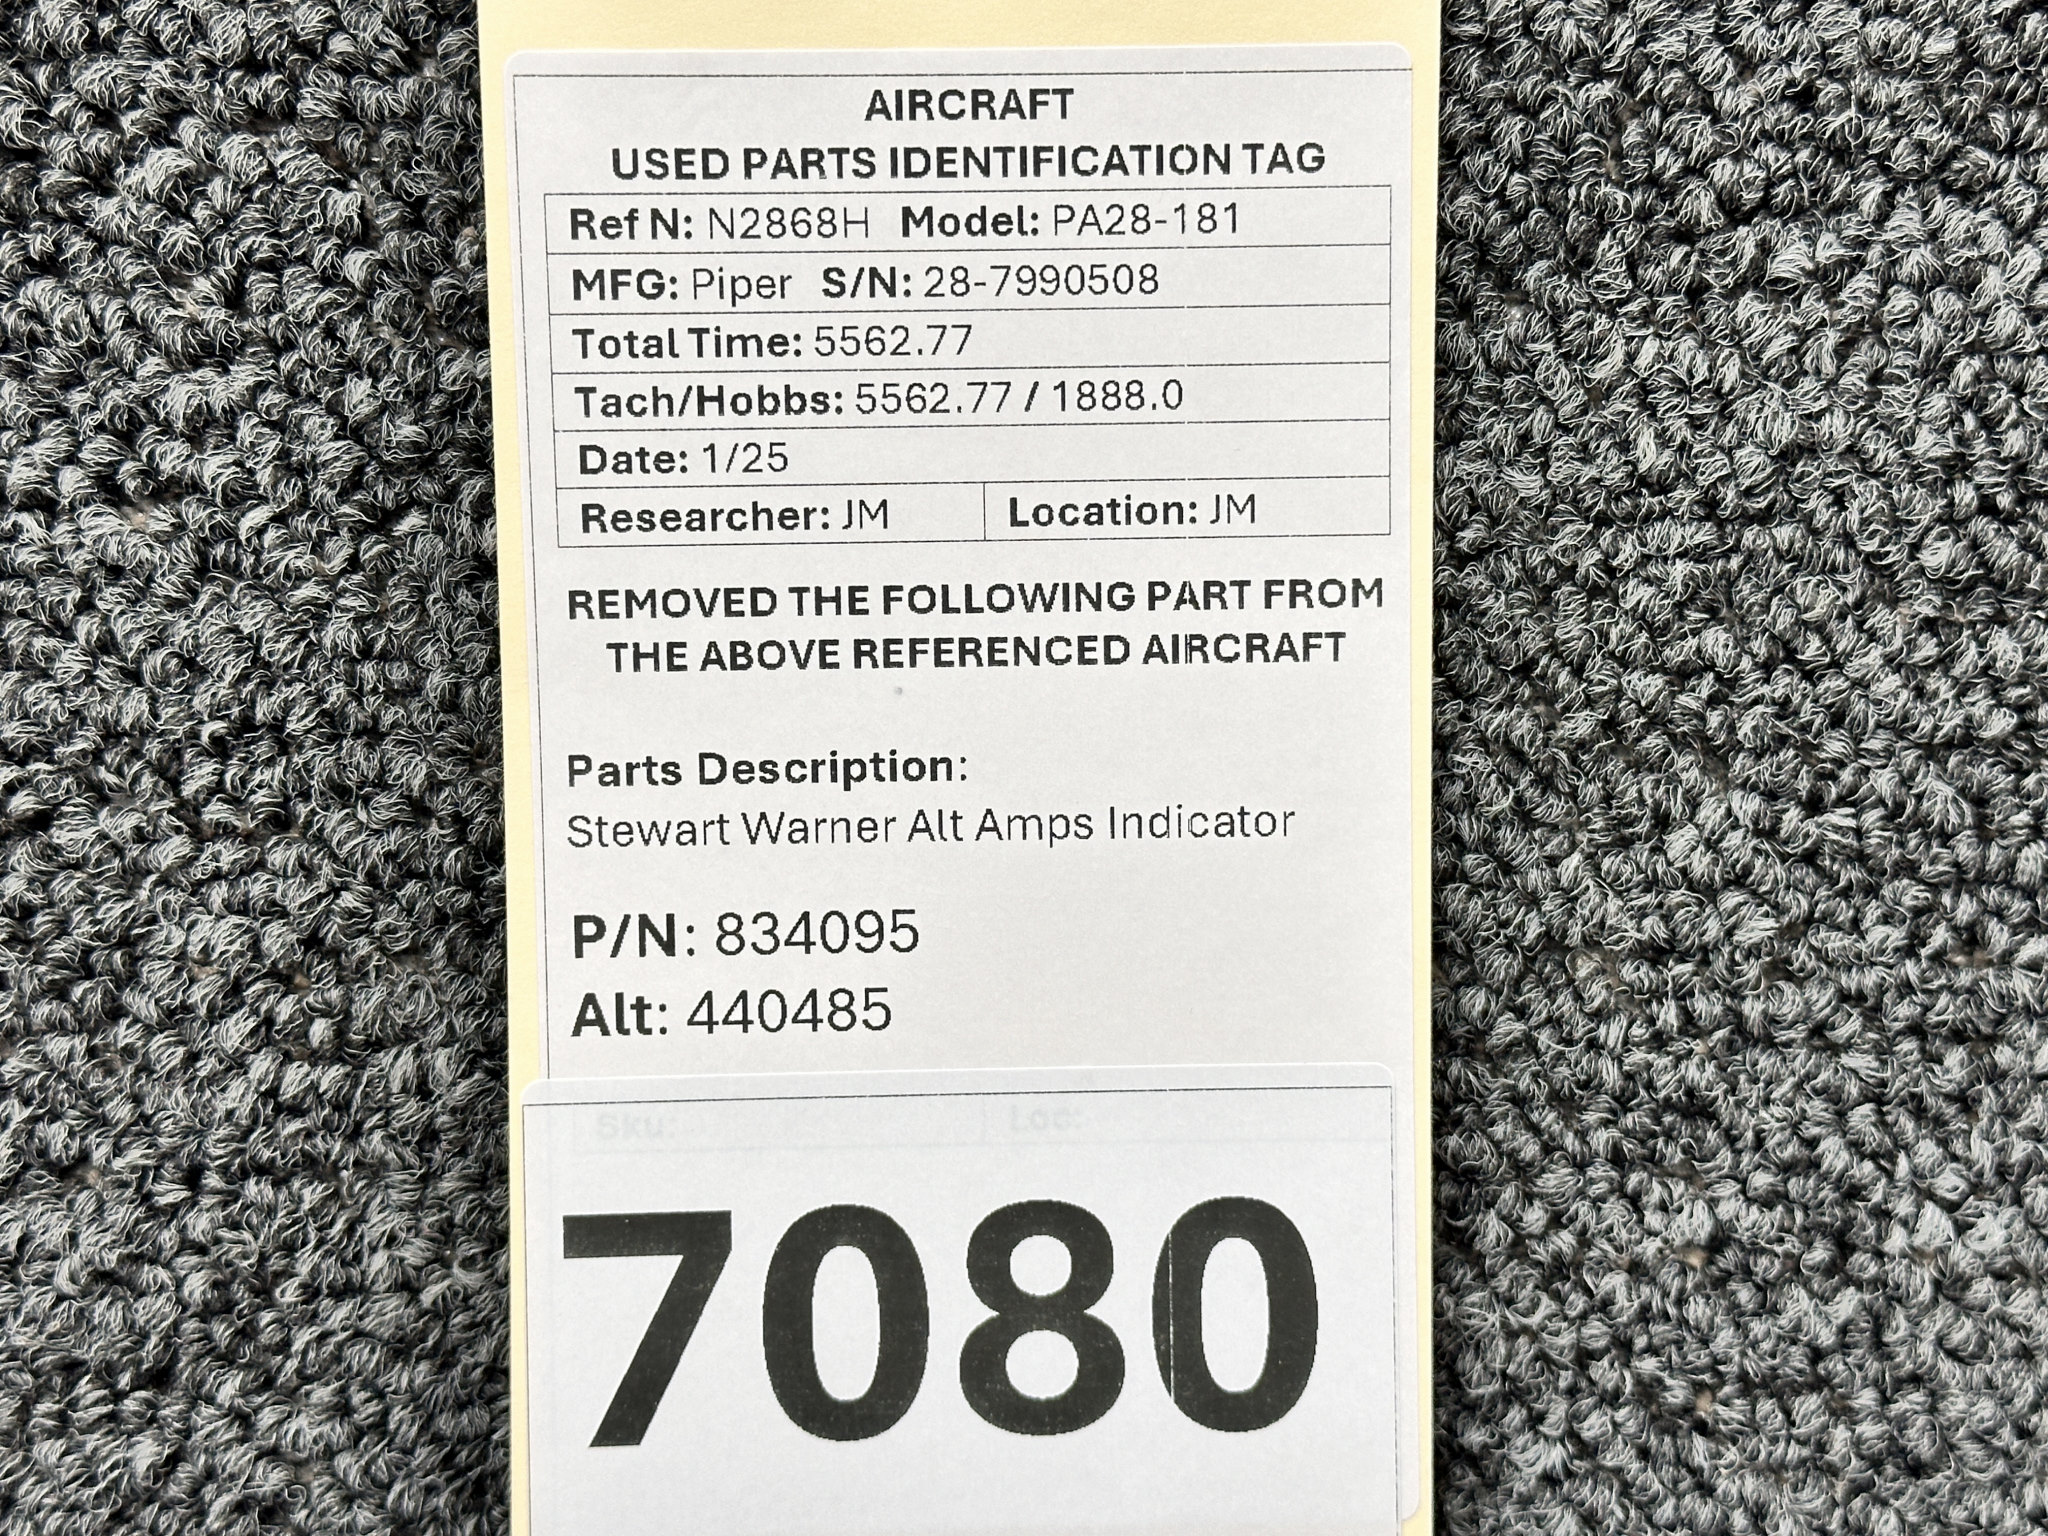 AIRCRAFT
USED PARTS IDENTIFICATION TAG
Ref N: N2868H Model: PA28-181
MFG: Piper S/N: 28-7990508
Total Time: 5562.77
Tach/Hobbs: 5562.77 / 1888.0
Date: 1/25
Researcher: JM Location: JM
REMOVED THE FOLLOWING PART FROM
THE ABOVE REFERENCED AIRCRAFT
Parts Description:
Stewart Warner Alt Amps Indicator
P/N: 834095
Alt: 440485
Sku: Loc:
7080